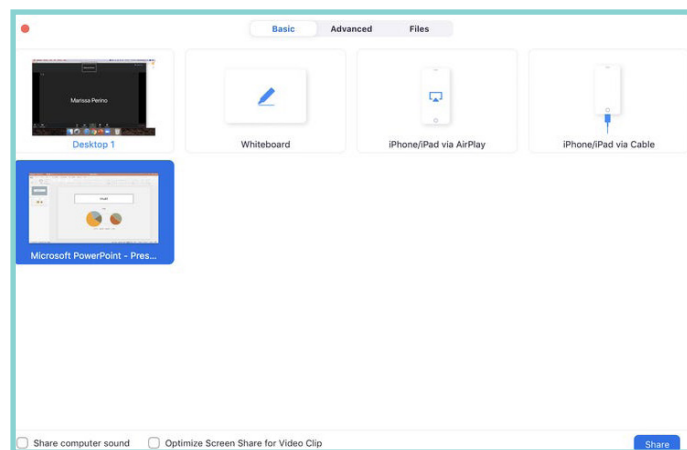 Basic Advanced Files
Marissa Perino
Desktop 1
Whiteboard
iPhone/iPad via AirPlay
iPhone/iPad via Cable
Microsoft PowerPoint - Pres...
Share computer sound
Optimize Screen Share for Video Clip
Share